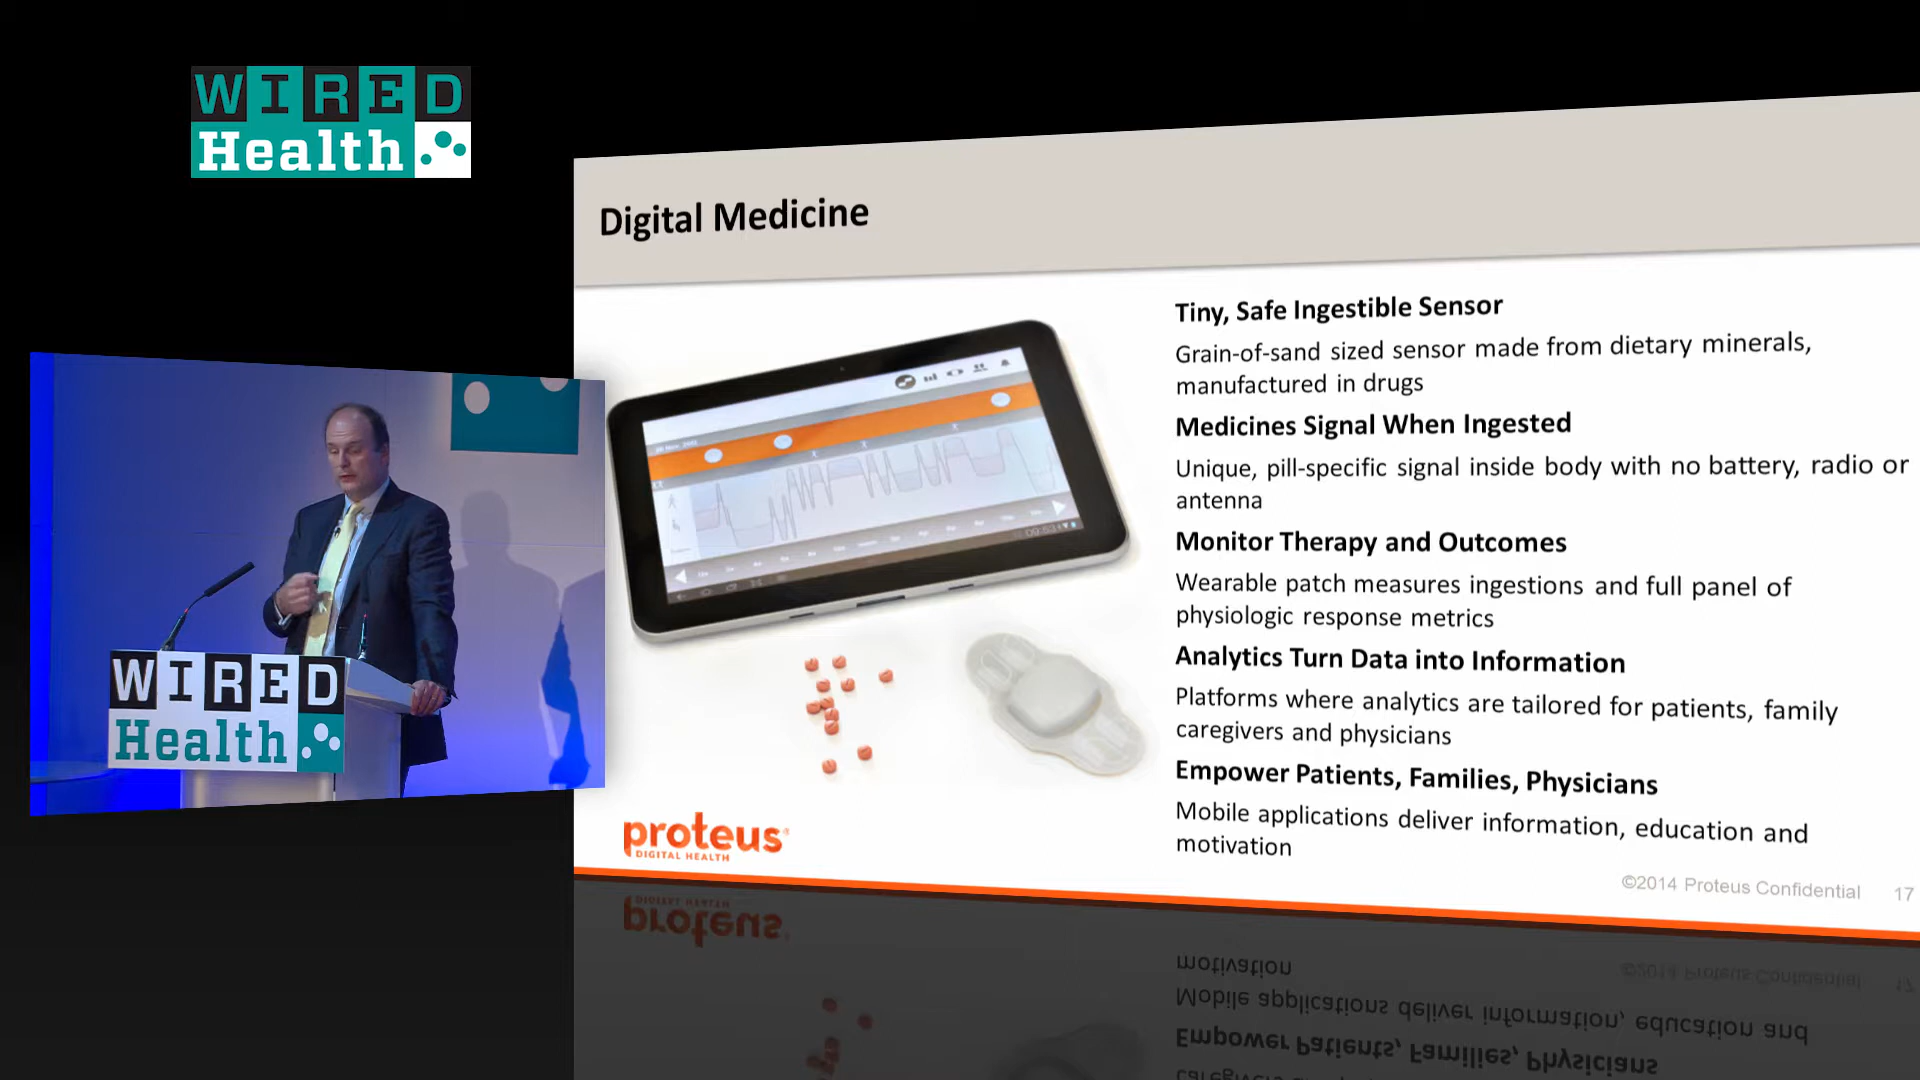 WIRED
Health
Digital Medicine
Tiny, Safe Ingestible Sensor
Grain-of-sand sized sensor made from dietary minerals,
manufactured in drugs
Medicines Signal When Ingested
Unique, pill-specific signal inside body with no battery, radio or
antenna
Monitor Therapy and Outcomes
Wearable patch measures ingestions and full panel of
physiologic response metrics
Analytics Turn Data into Information
Platforms where analytics are tailored for patients, family
caregivers and physicians
Empower Patients, Families, Physicians
Mobile applications deliver information, education and
motivation
proteus®
DIGITAL HEALTH
©2014 Proteus Confidential 17
WIRED
Health